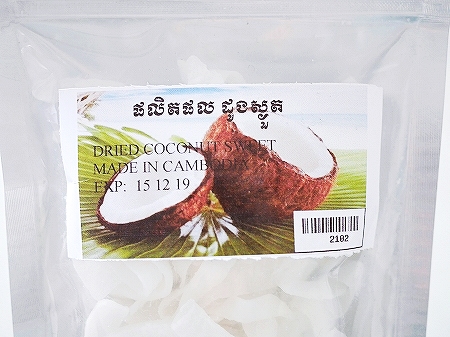 ផលិតផល ដូងស្ងួត
DRIED COCONUT SWEET
MADE IN CAMBODIA
EXP: 15 12 19
2102